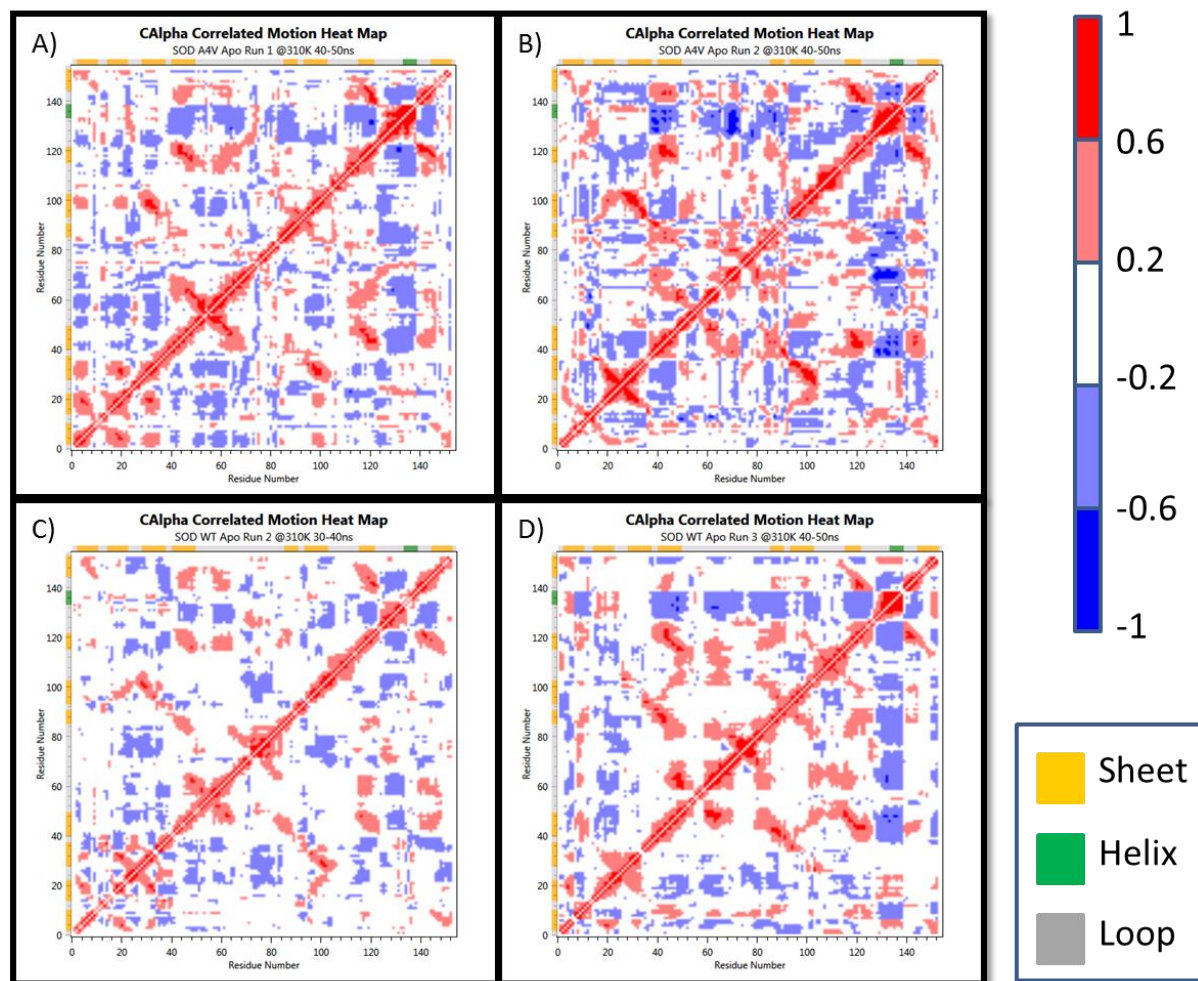 A)
CAlpha Correlated Motion Heat Map
SOD A4V Apo Run 1 @310K 40-50ns
Residue Number
140
120
100
80
60
40
20
0
0 20 40 60 80 100 120 140
Residue Number
B)
CAlpha Correlated Motion Heat Map
SOD A4V Apo Run 2 @310K 40-50ns
Residue Number
140
120
100
80
60
40
20
0
0 20 40 60 80 100 120 140
Residue Number
C)
CAlpha Correlated Motion Heat Map
SOD WT Apo Run 2 @310K 30-40ns
Residue Number
140
120
100
80
60
40
20
0
0 20 40 60 80 100 120 140
Residue Number
D)
CAlpha Correlated Motion Heat Map
SOD WT Apo Run 3 @310K 40-50ns
Residue Number
140
120
100
80
60
40
20
0
0 20 40 60 80 100 120 140
Residue Number
1
0.6
0.2
-0.2
-0.6
-1
Sheet
Helix
Loop